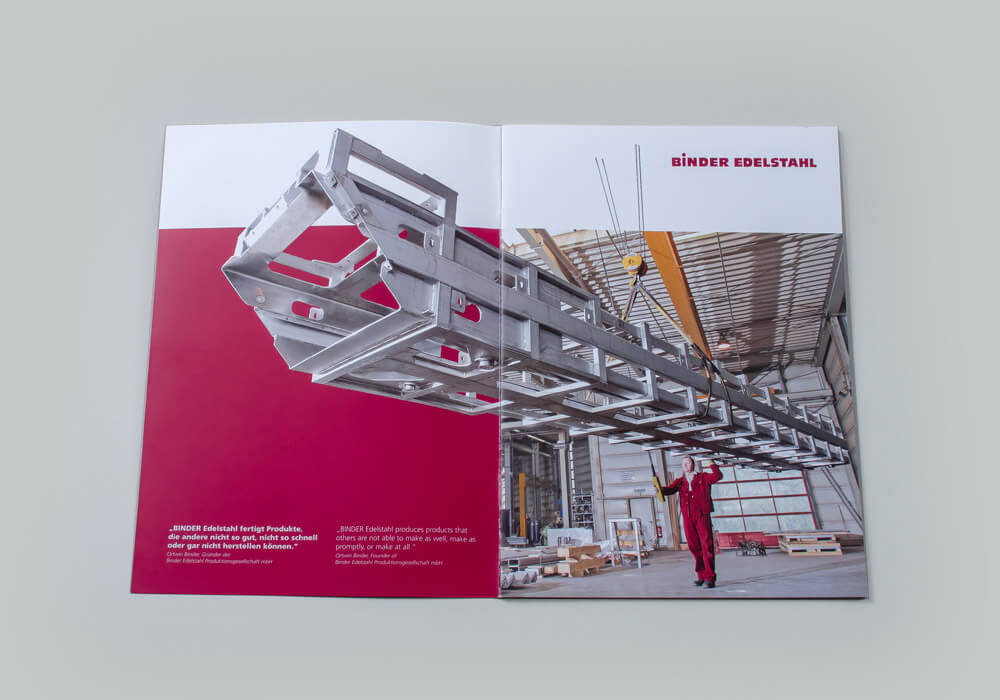 BINDER EDELSTAHL
„BINDER Edelstahl fertigt Produkte,
die andere nicht so gut, nicht so schnell
oder gar nicht herstellen können.“
Ortwin Binder, Gründer der
Binder Edelstahl Produktionsgesellschaft mbH
„BINDER Edelstahl produces products that
others are not able to make as well, make as
promptly, or make at all.“
Ortwin Binder, Founder of
Binder Edelstahl Produktionsgesellschaft mbH